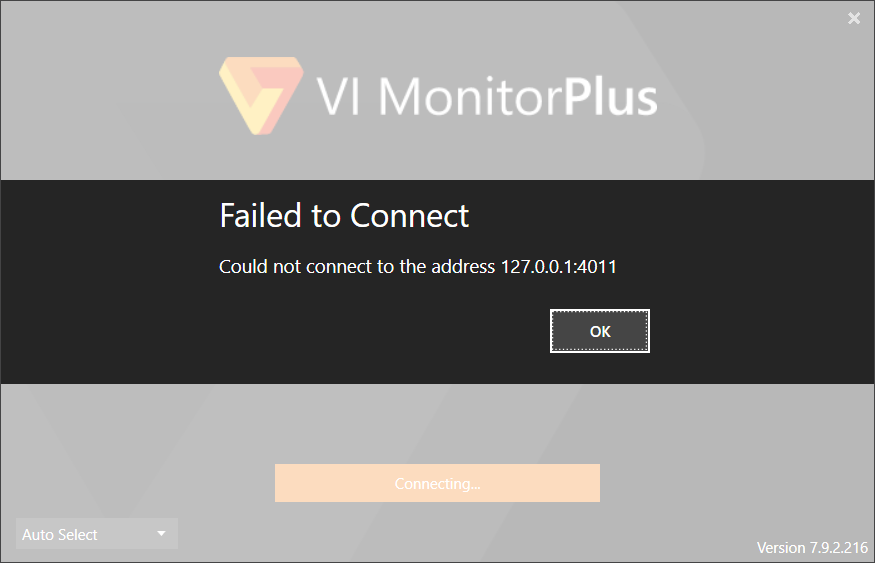 VI MonitorPlus
Failed to Connect
Could not connect to the address 127.0.0.1:4011
OK
Connecting...
Auto Select
Version 7.9.2.216